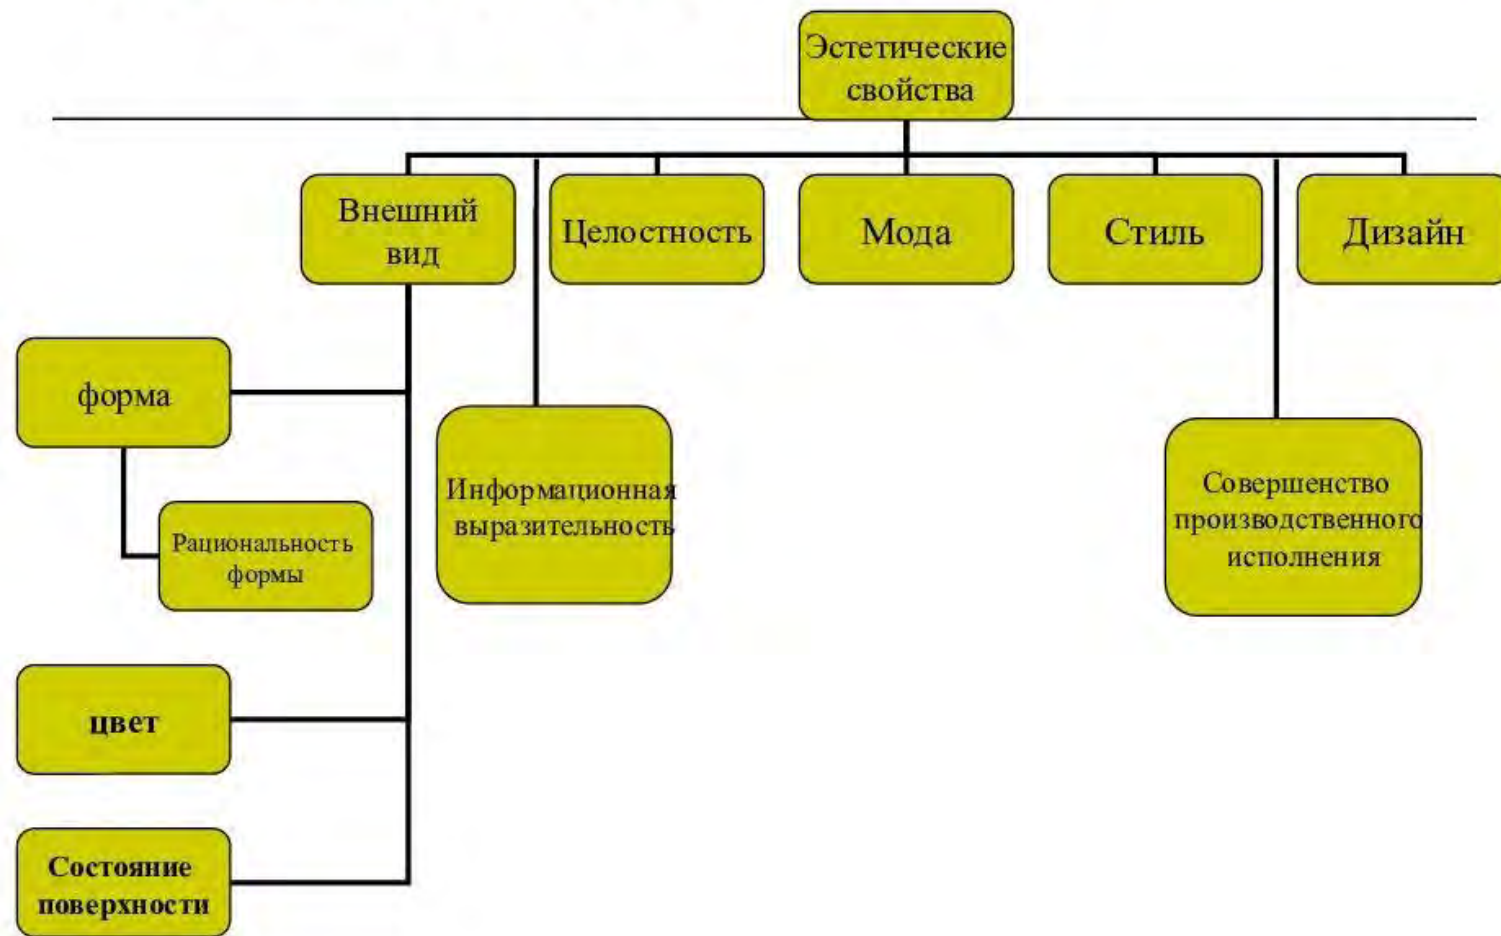 Эстетические
свойства
Внешний
вид
Целостность
Мода
Стиль
Дизайн
форма
Информационная
выразительность
Совершенство
производственного
исполнения
Рациональность
формы
цвет
Состояние
поверхности